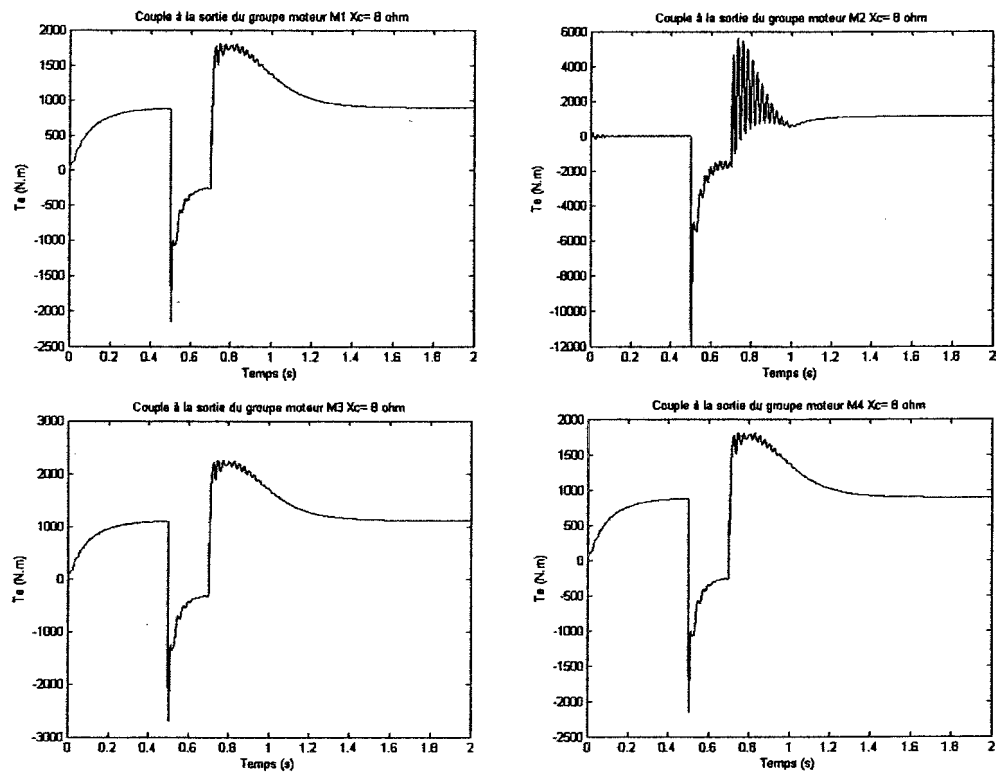 Couple à la sortie du groupe moteur M1 Xc= 8 ohm
2000
1500
1000
500
0
-500
-1000
-1500
-2000
-2500
Te (N.m)
0 0.2 0.4 0.6 0.8 1 1.2 1.4 1.6 1.8 2
Temps (s)
Couple à la sortie du groupe moteur M2 Xc= 8 ohm
6000
4000
2000
0
-2000
-4000
-6000
-8000
-10000
-12000
Te (N.m)
0 0.2 0.4 0.6 0.8 1 1.2 1.4 1.6 1.8 2
Temps (s)
Couple à la sortie du groupe moteur M3 Xc= 8 ohm
3000
2000
1000
0
-1000
-2000
-3000
Te (N.m)
0 0.2 0.4 0.6 0.8 1 1.2 1.4 1.6 1.8 2
Temps (s)
Couple à la sortie du groupe moteur M4 Xc= 8 ohm
2000
1500
1000
500
0
-500
-1000
-1500
-2000
-2500
Te (N.m)
0 0.2 0.4 0.6 0.8 1 1.2 1.4 1.6 1.8 2
Temps (s)